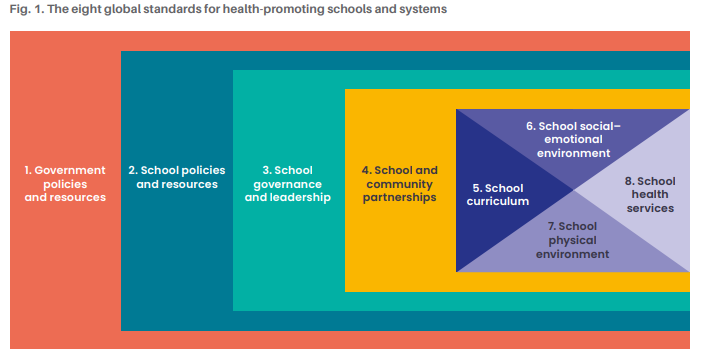 Fig. 1. The eight global standards for health-promoting schools and systems
1. Government
policies
and resources
2. School policies
and resources
3. School
governance
and leadership
4. School and
community
partnerships
5. School
curriculum
6. School social–
emotional
environment
7. School
physical
environment
8. School
health
services